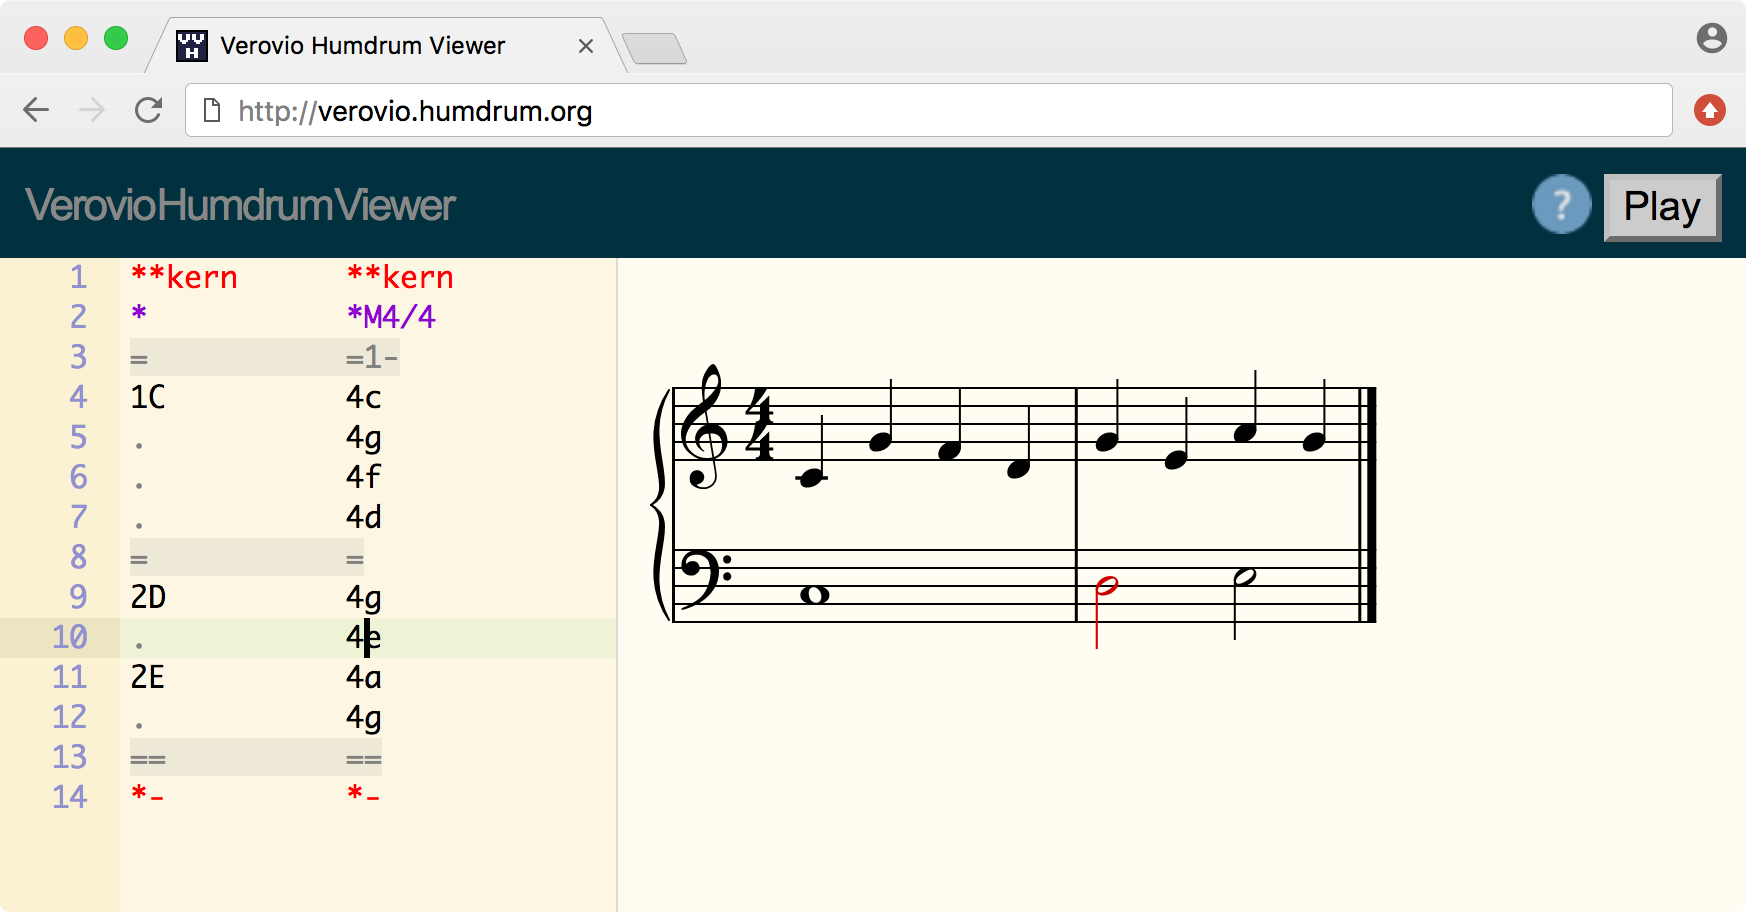 Verovio Humdrum Viewer
http://verovio.humdrum.org
VerovioHumdrumViewer
? Play
1 **kern **kern
2 * *M4/4
3 = =1-
4 1C 4c
5 . 4g
6 . 4f
7 . 4d
8 = =
9 2D 4g
10 . 4e
11 2E 4a
12 . 4g
13 == ==
14 *- *-
4
4